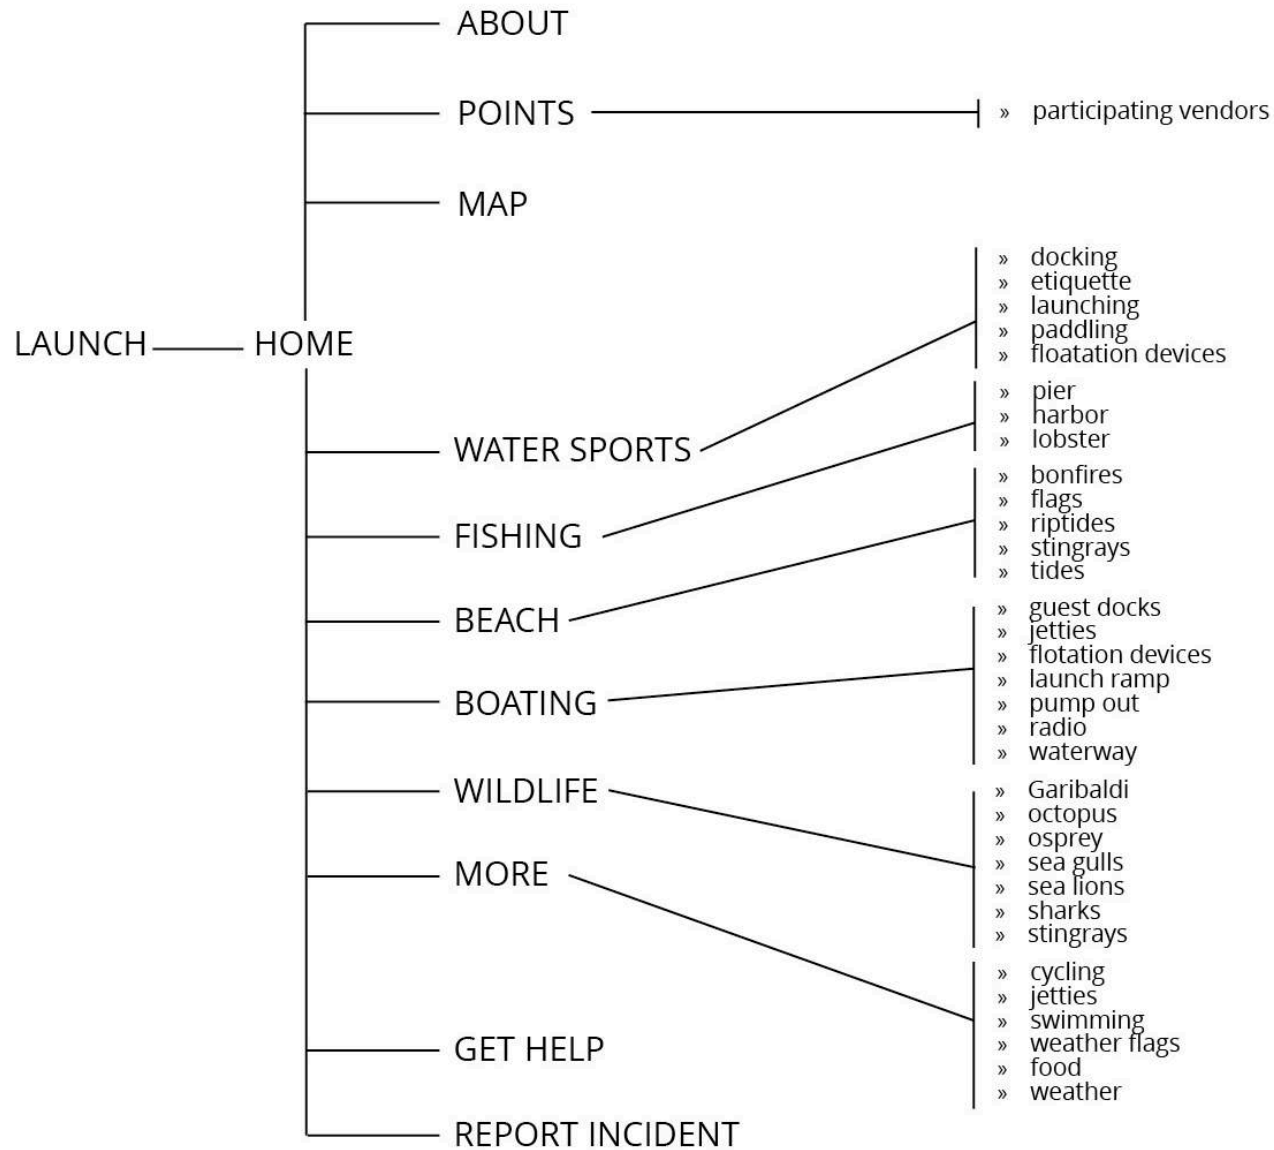 ABOUT
POINTS
» participating vendors
MAP
LAUNCH
HOME
WATER SPORTS
» docking
» etiquette
» launching
» paddling
» floatation devices
FISHING
» pier
» harbor
» lobster
BEACH
» bonfires
» flags
» riptides
» stingrays
» tides
BOATING
» guest docks
» jetties
» flotation devices
» launch ramp
» pump out
» radio
» waterway
WILDLIFE
» Garibaldi
» octopus
» osprey
» sea gulls
» sea lions
» sharks
» stingrays
MORE
» cycling
» jetties
» swimming
» weather flags
» food
» weather
GET HELP
REPORT INCIDENT